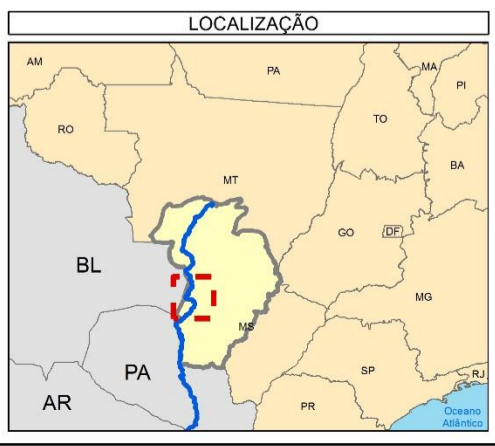 LOCALIZAÇÃO
AM
PA
MA
PI
RO
TO
BA
MT
GO
DF
BL
MG
MS
PA
SP
RJ
AR
PR
Oceano
Atlântico